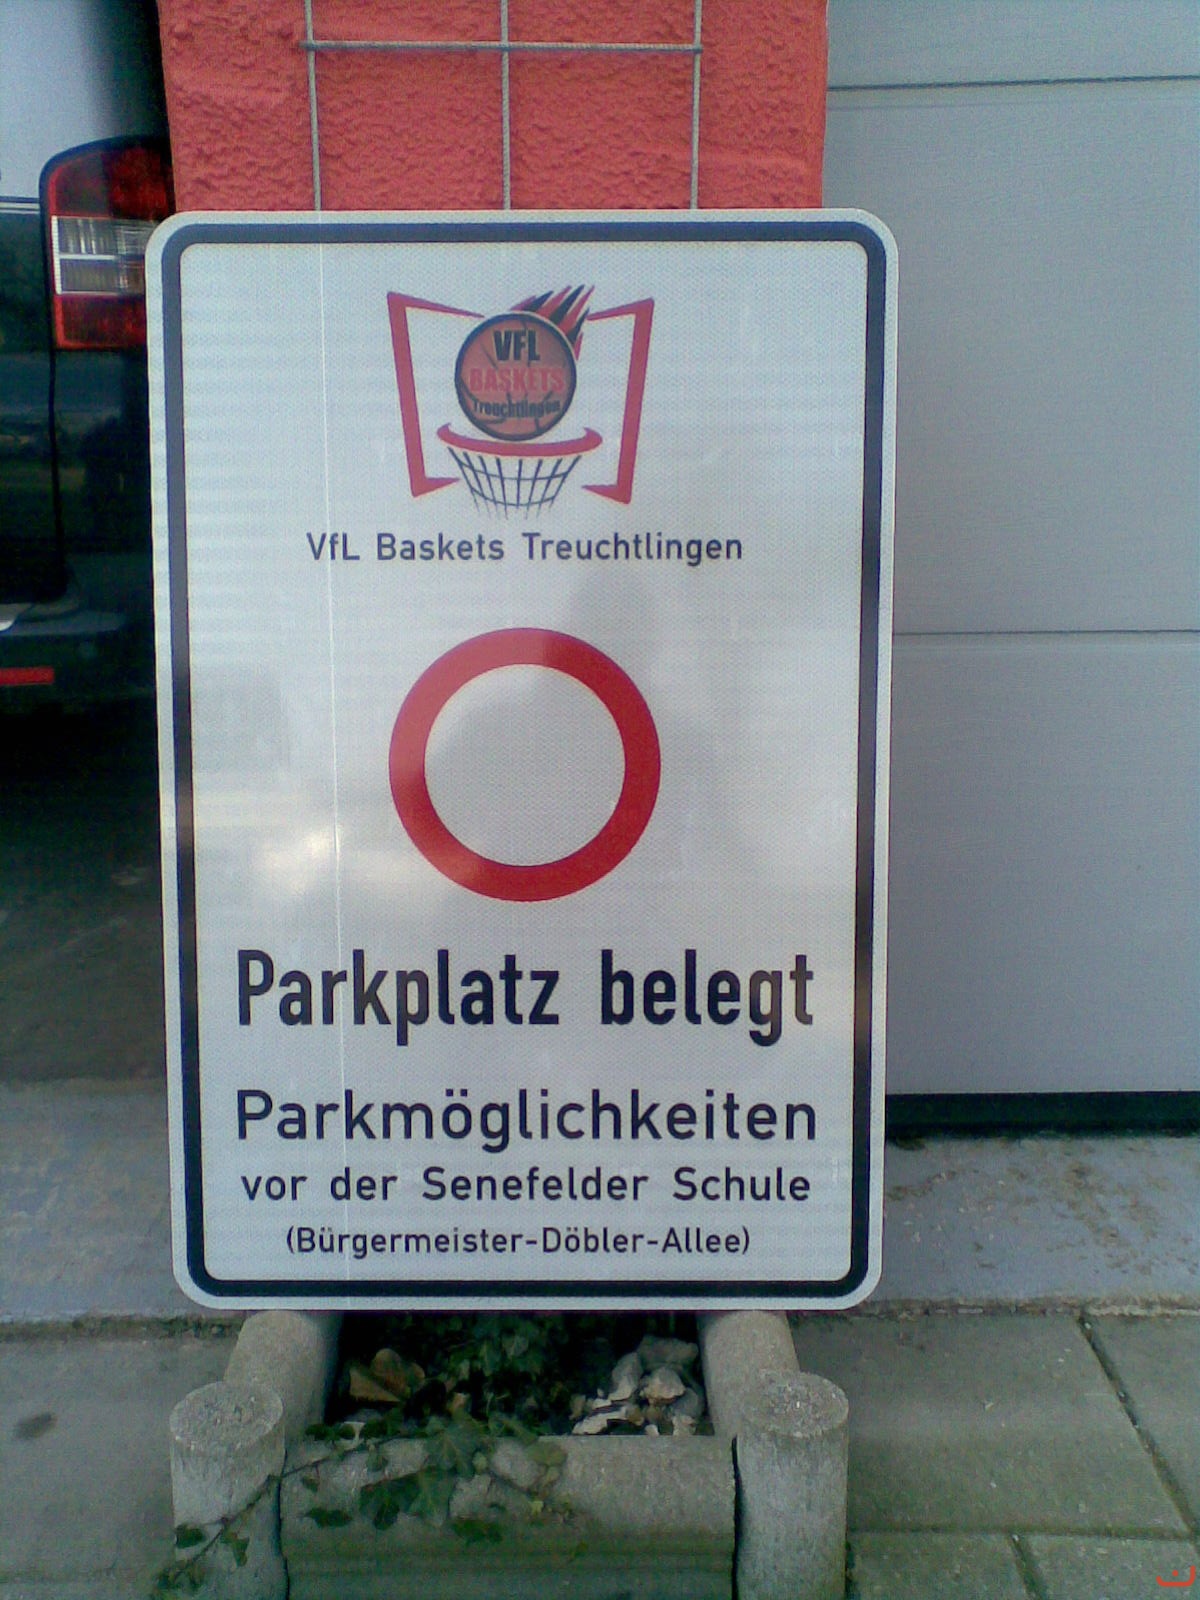 VFL
BASKETS
Treuchtlingen
VfL Baskets Treuchtlingen
Parkplatz belegt
Parkmöglichkeiten
vor der Senefelder Schule
(Bürgermeister-Döbler-Allee)